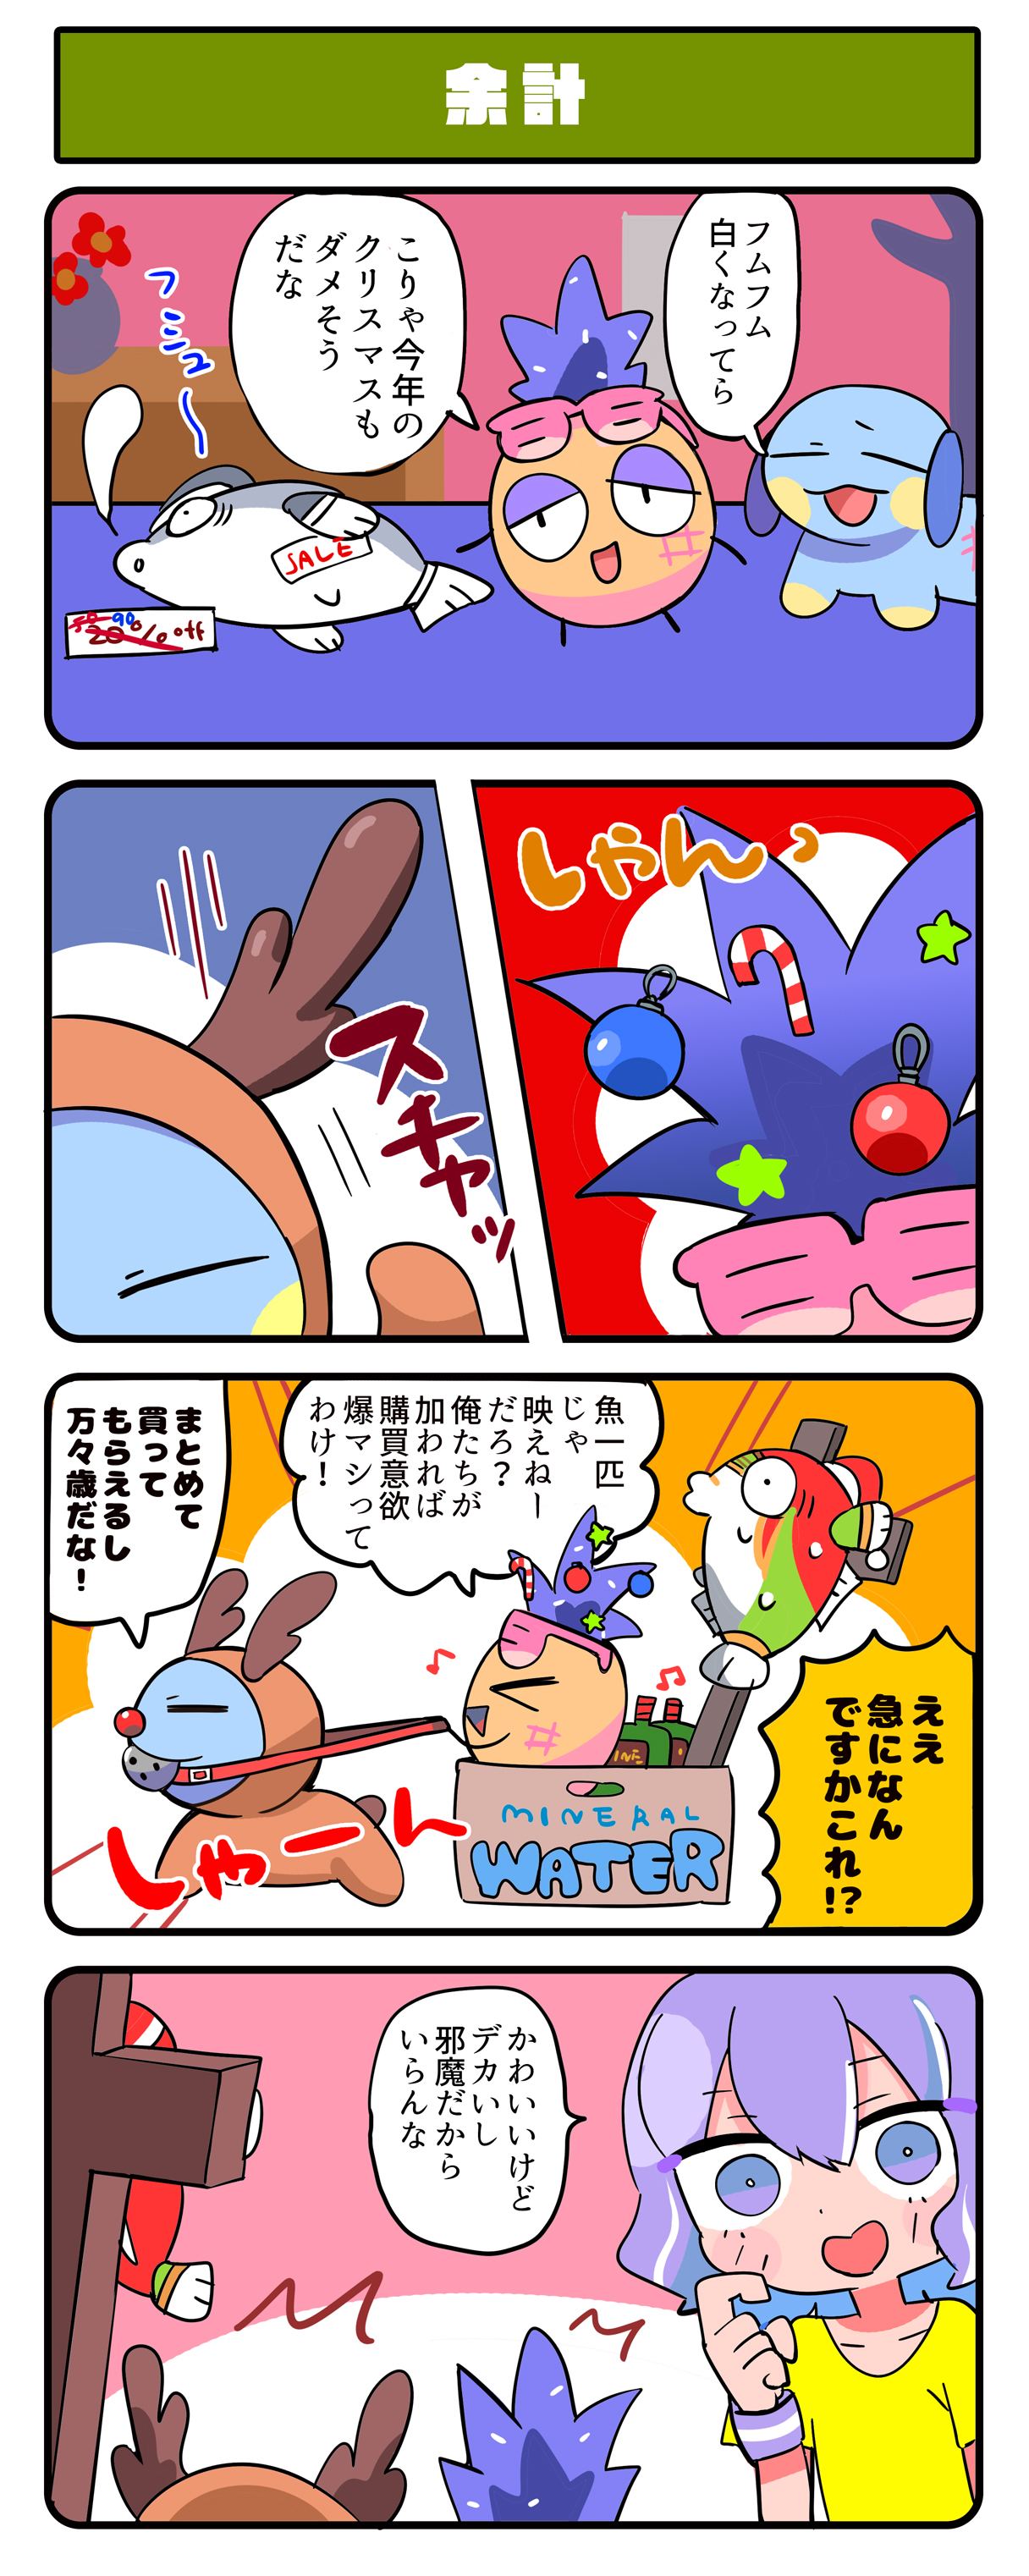 余計
フムフム
白くなってら
こりゃ今年の
クリスマスも
ダメそう
だな
フシュ〜
SALE
50 90
20%off
しゃんっ
スチャッ
魚一匹
じゃ
映えねー
だろ？
俺たちが
加われば
購買意欲
爆マシって
わけ！
まとめて
買って
もらえるし
万々歳だな！
ええ
急になん
ですかこれ!?
しゃーん
MINERAL
WATER
かわいいけど
デカいし
邪魔だから
いらんな